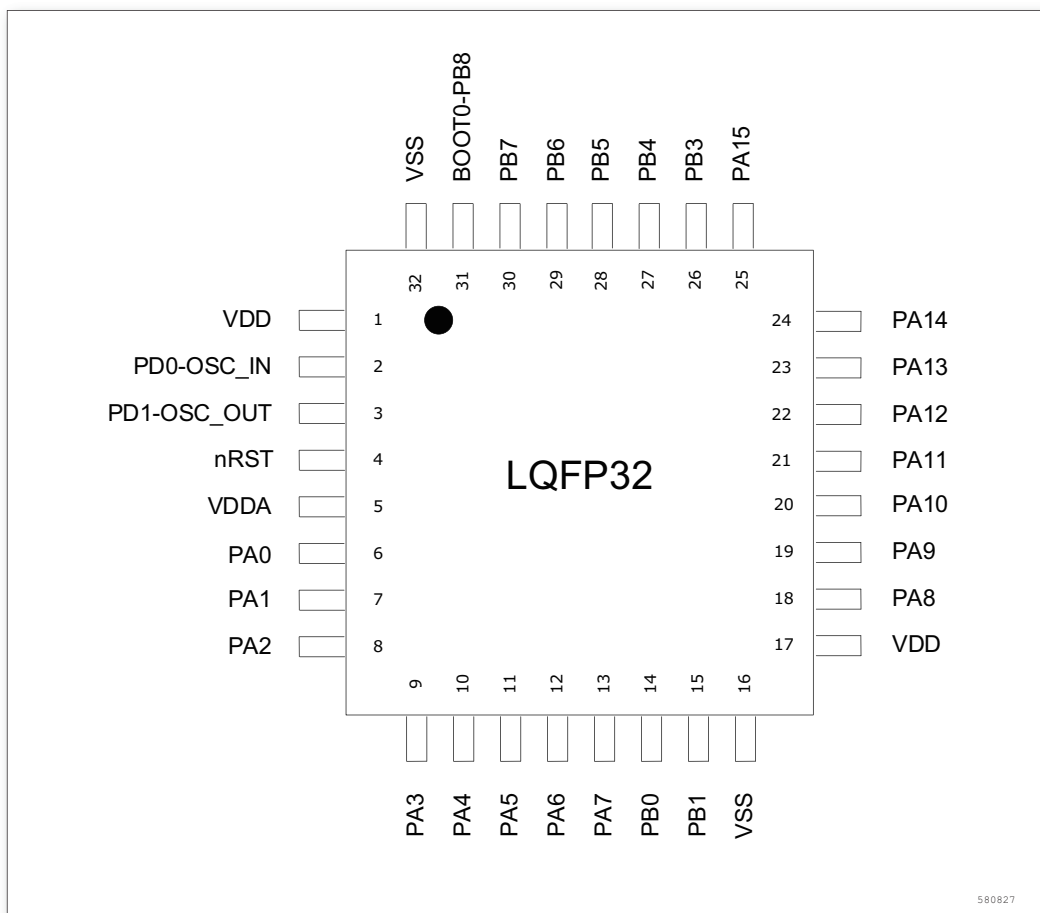 VSS
BOOT0-PB8
PB7
PB6
PB5
PB4
PB3
PA15
32
31
30
29
28
27
26
25
VDD
1
24
PA14
PD0-OSC_IN
2
23
PA13
PD1-OSC_OUT
3
22
PA12
nRST
4
21
PA11
LQFP32
VDDA
5
20
PA10
PA0
6
19
PA9
PA1
7
18
PA8
PA2
8
17
VDD
9
10
11
12
13
14
15
16
PA3
PA4
PA5
PA6
PA7
PB0
PB1
VSS
580827